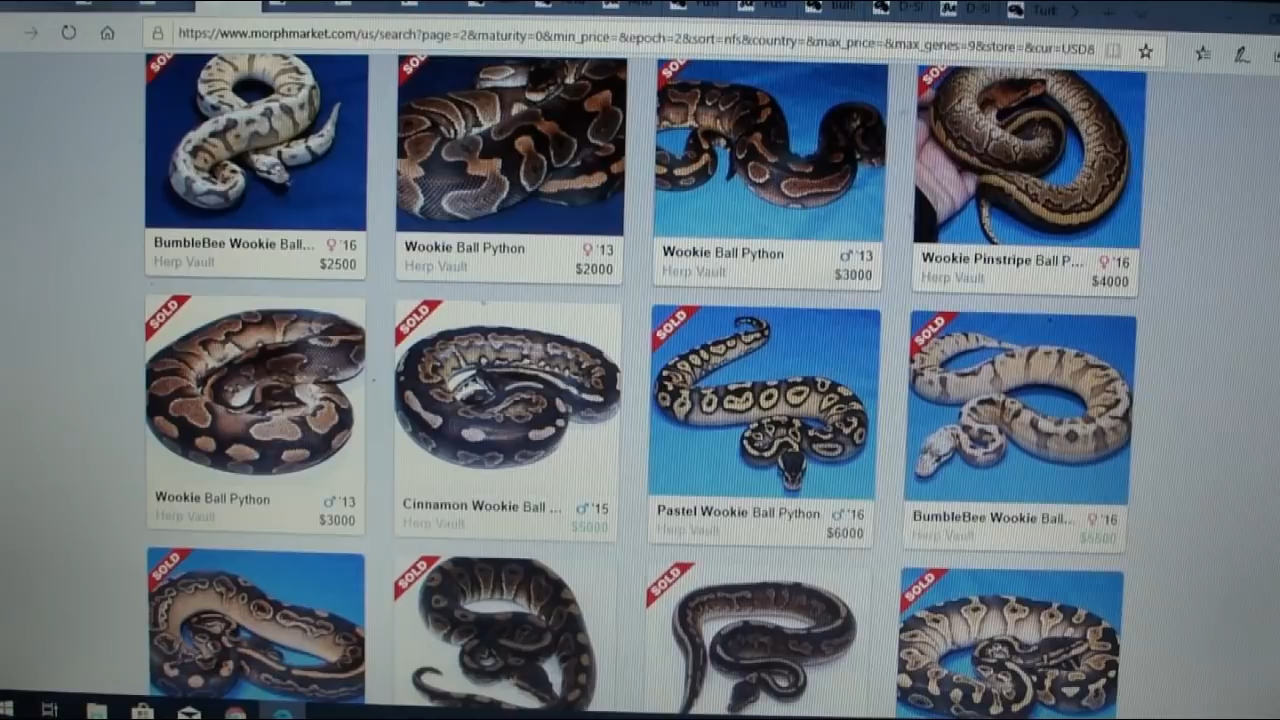 https://www.morphmarket.com/us/search?page=2&maturity=0&min_price=&epoch=2&sort=nfs&country=&max_price=&max_genes=9&store=&cur=USD&
BumbleBee Wookie Ball... ♀'16
Herp Vault $2500
Wookie Ball Python ♀'13
Herp Vault $2000
Wookie Ball Python ♂'13
Herp Vault $3000
Wookie Pinstripe Ball P... ♀'16
Herp Vault $4000
SOLD
Wookie Ball Python ♂'13
Herp Vault $3000
SOLD
Cinnamon Wookie Ball ... ♂'15
Herp Vault $5000
SOLD
Pastel Wookie Ball Python ♂'16
Herp Vault $6000
SOLD
BumbleBee Wookie Ball... ♀'16
Herp Vault
SOLD
SOLD
SOLD
SOLD